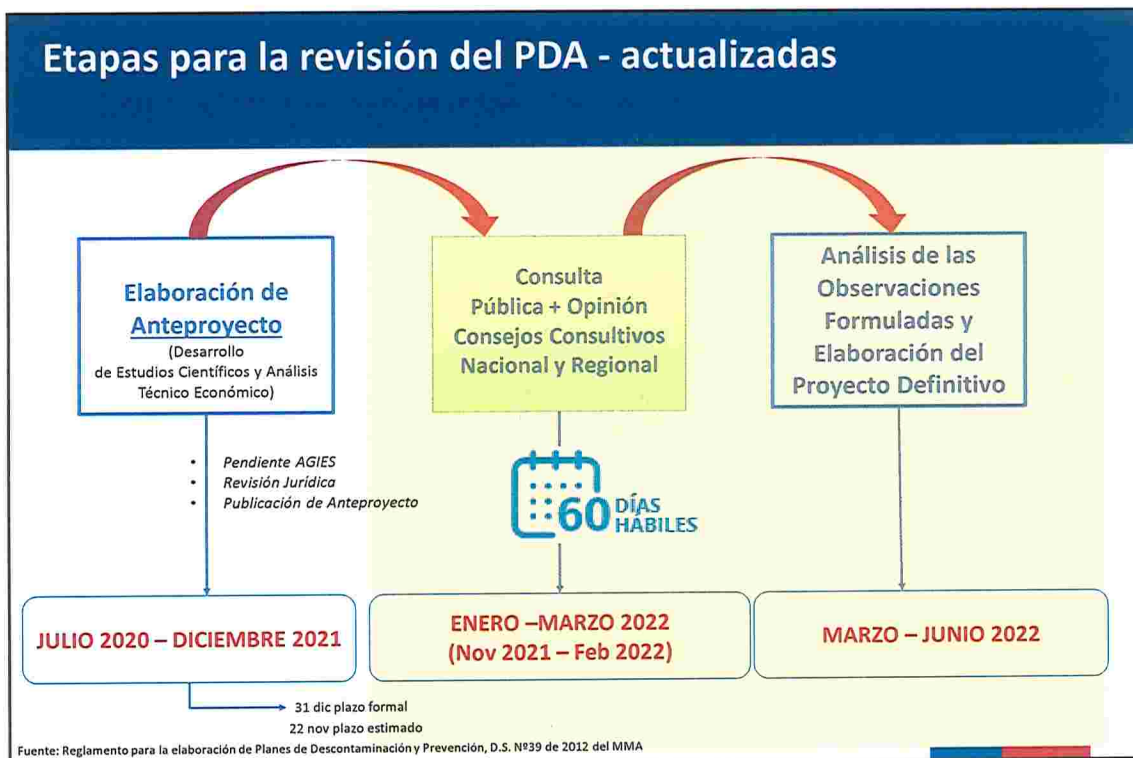 Etapas para la revisión del PDA - actualizadas
Elaboración de
Anteproyecto
(Desarrollo
de Estudios Científicos y Análisis
Técnico Económico)
Consulta
Pública + Opinión
Consejos Consultivos
Nacional y Regional
Análisis de las
Observaciones
Formuladas y
Elaboración del
Proyecto Definitivo
• Pendiente AGIES
• Revisión Jurídica
• Publicación de Anteproyecto
60 DÍAS
HÁBILES
JULIO 2020 – DICIEMBRE 2021
ENERO –MARZO 2022
(Nov 2021 – Feb 2022)
MARZO – JUNIO 2022
31 dic plazo formal
22 nov plazo estimado
Fuente: Reglamento para la elaboración de Planes de Descontaminación y Prevención, D.S. Nº39 de 2012 del MMA